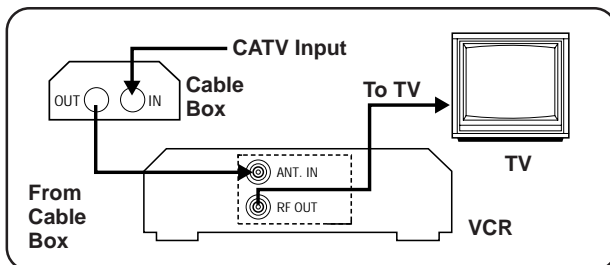 CATV Input
Cable
Box
OUT
IN
To TV
TV
ANT. IN
RF OUT
From
Cable
Box
VCR